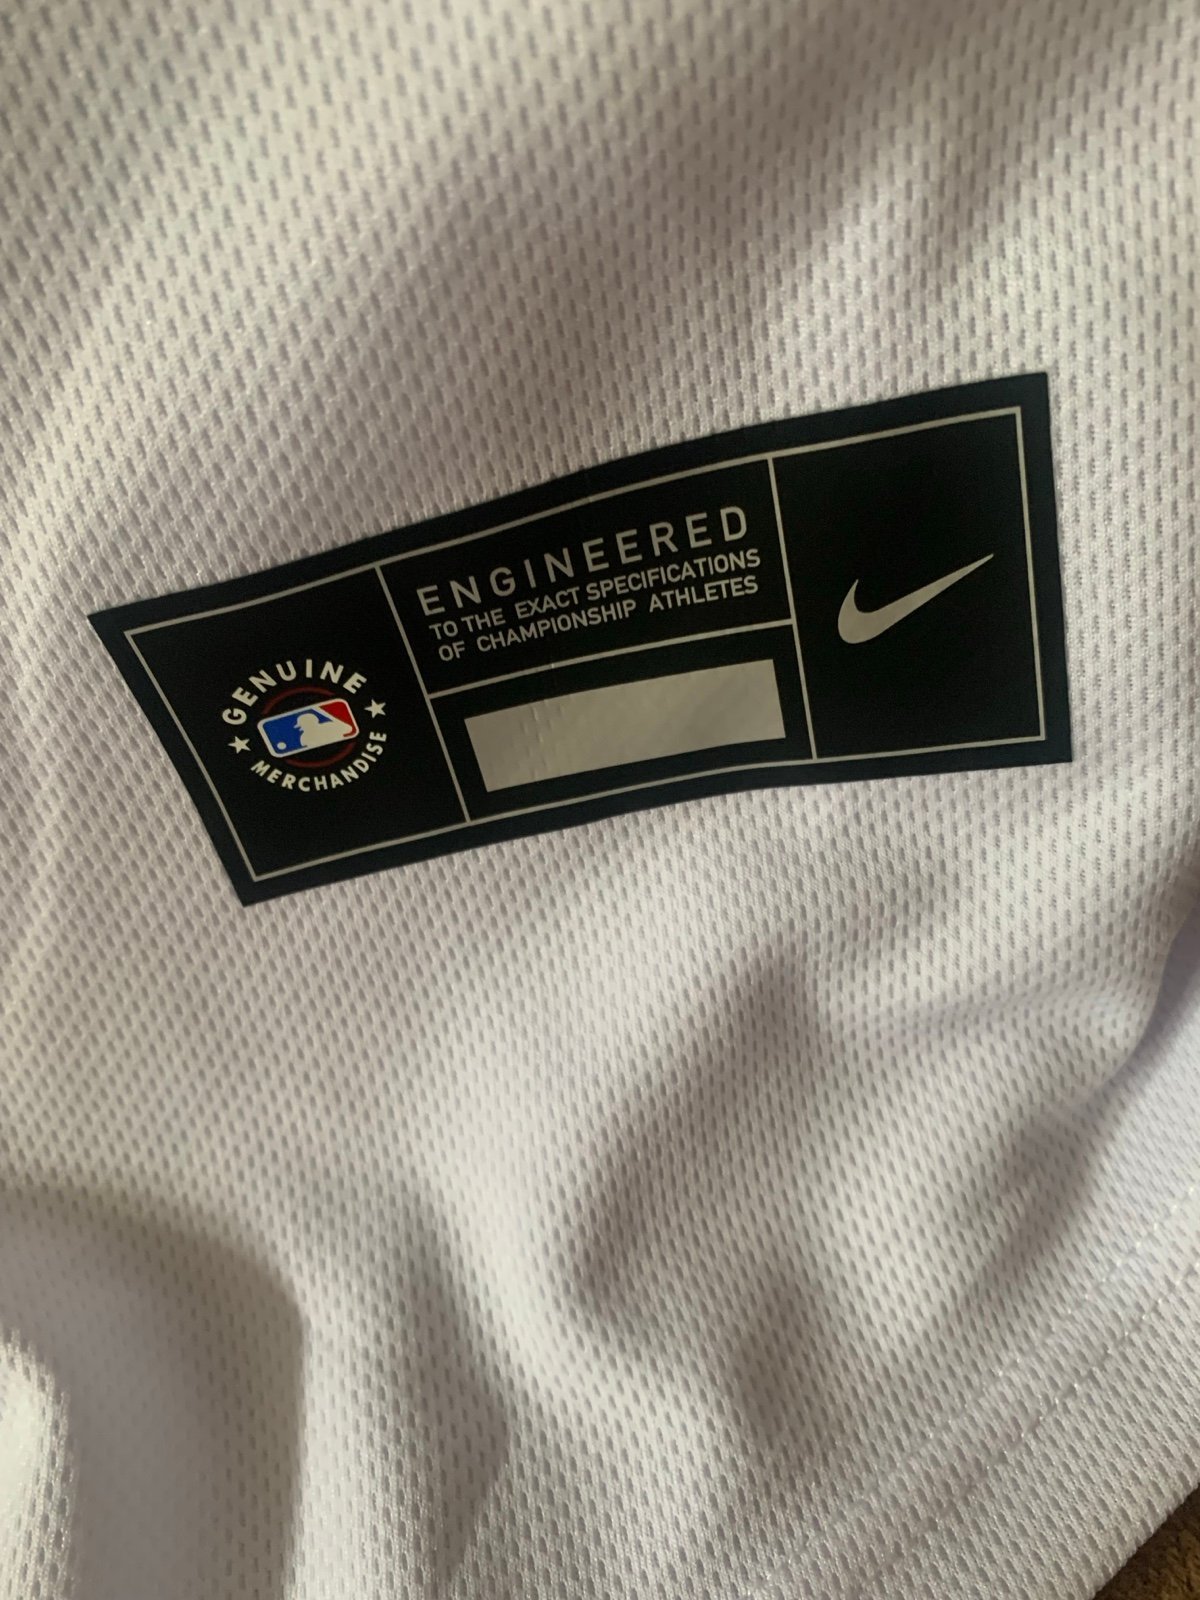 GENUINE
MERCHANDISE
ENGINEERED
TO THE EXACT SPECIFICATIONS
OF CHAMPIONSHIP ATHLETES